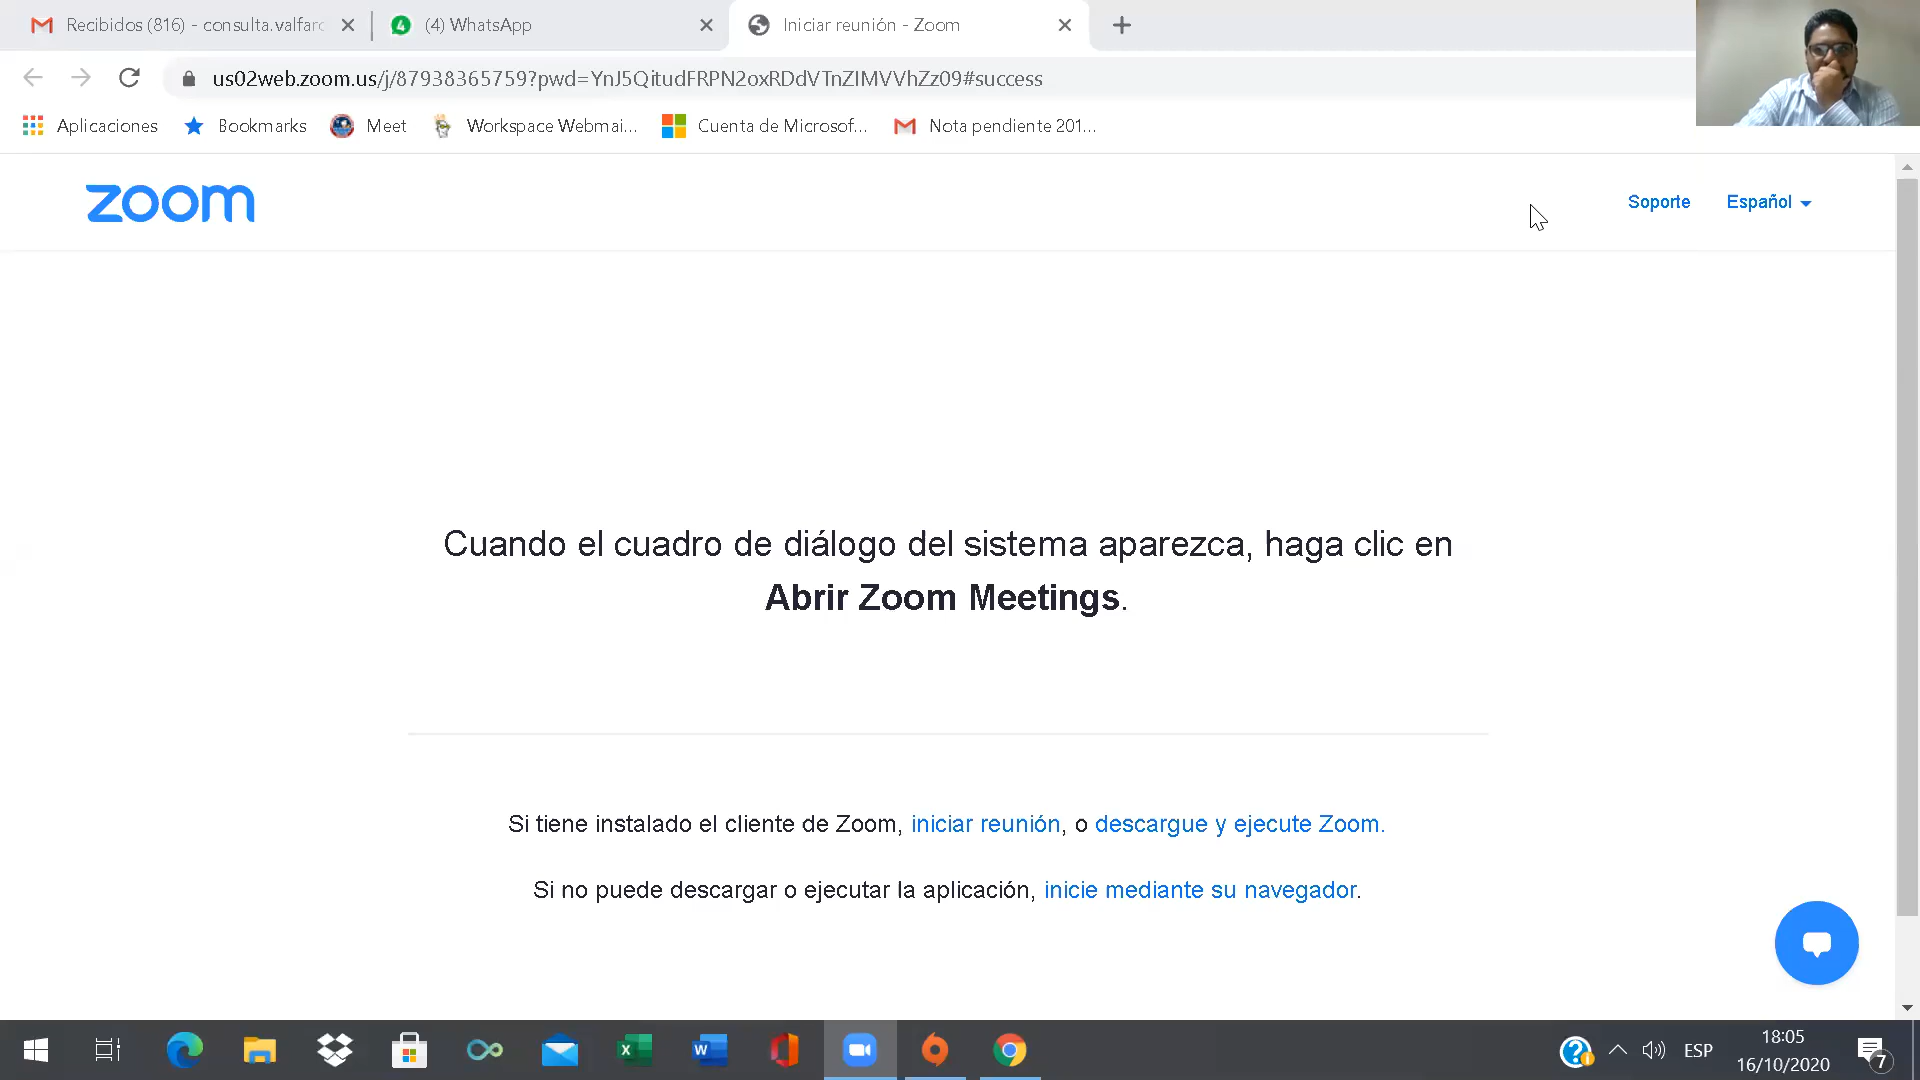 Recibidos (816) - consulta.valfarc
4
(4) WhatsApp
Iniciar reunión - Zoom
us02web.zoom.us/j/87938365759?pwd=YnJ5QitudFRPN2oxRDdVTnZIMVVhZz09#success
Aplicaciones
Bookmarks
Meet
Workspace Webmai...
Cuenta de Microsof...
Nota pendiente 201...
zoom
Soporte
Español
Cuando el cuadro de diálogo del sistema aparezca, haga clic en
Abrir Zoom Meetings.
Si tiene instalado el cliente de Zoom, iniciar reunión, o descargue y ejecute Zoom.
Si no puede descargar o ejecutar la aplicación, inicie mediante su navegador.
ESP
18:05
16/10/2020
7